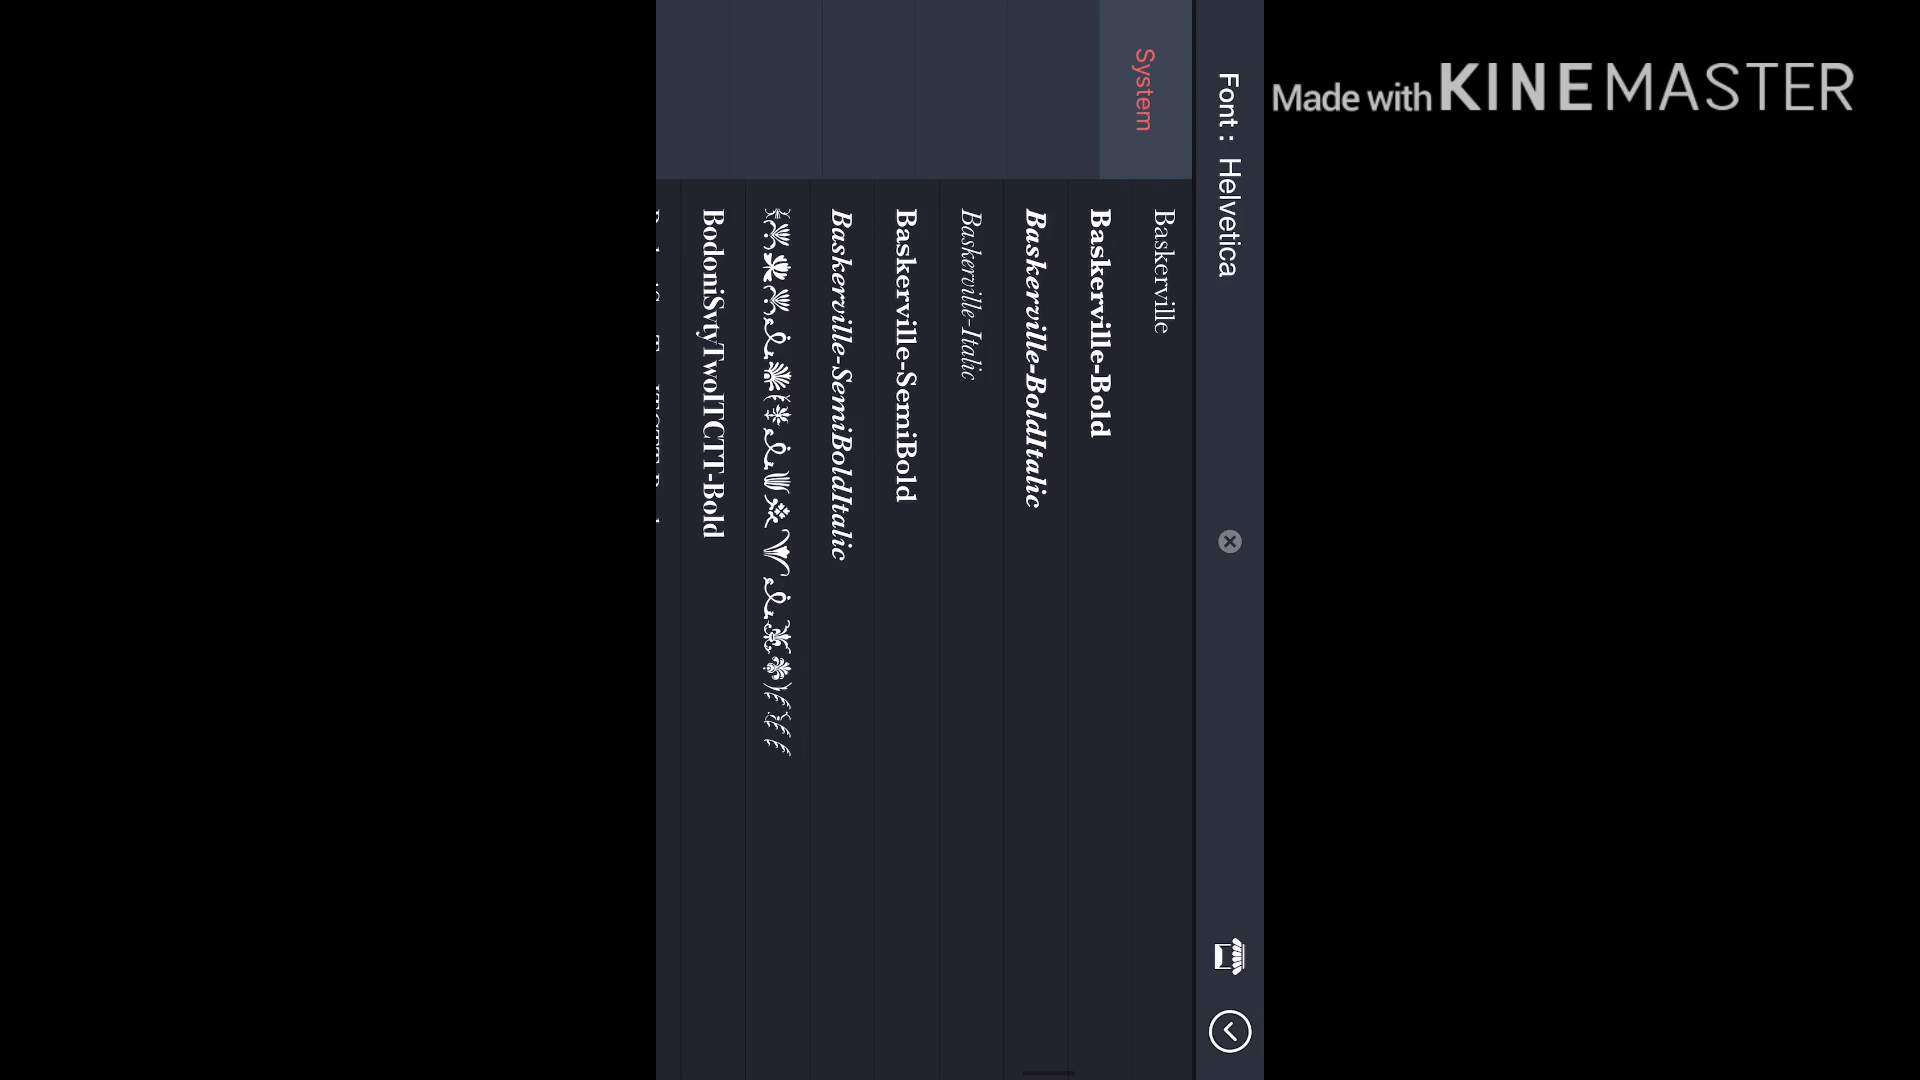 Made with KINEMASTER
Font : Helvetica
System
Baskerville
Baskerville-Bold
Baskerville-BoldItalic
Baskerville-Italic
Baskerville-SemiBold
Baskerville-SemiBoldItalic
BodoniSvtyTwoITCTT-Bold